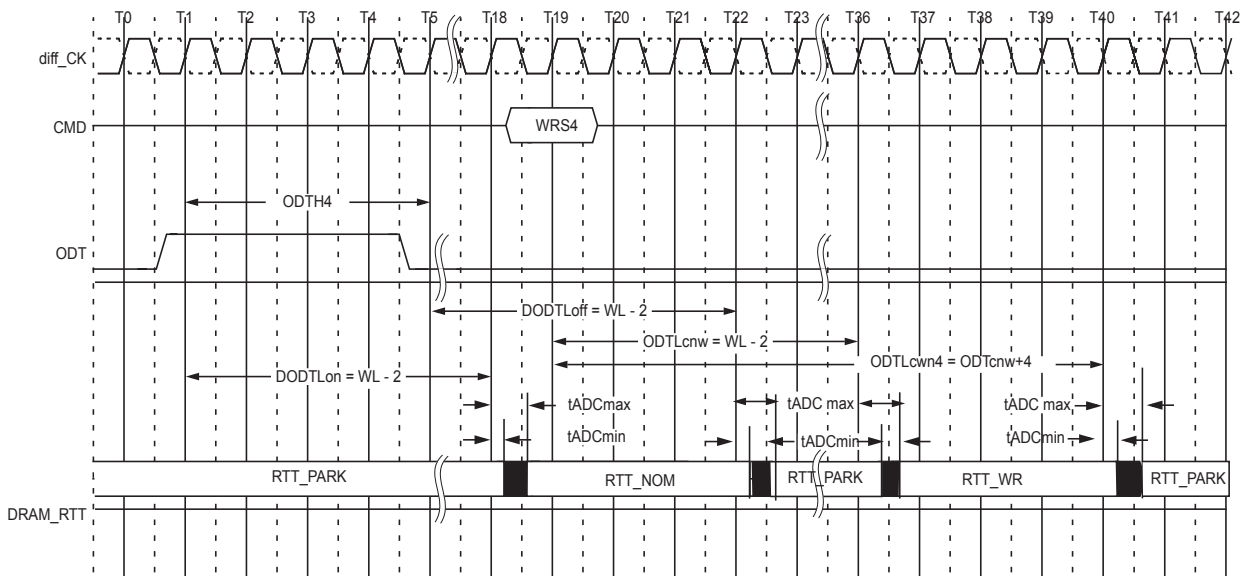 T0 T1 T2 T3 T4 T5 T18 T19 T20 T21 T22 T23 T36 T37 T38 T39 T40 T41 T42
diff_CK
CMD
WRS4
ODTH4
ODT
DODTLoff = WL - 2
ODTLcnw = WL - 2
ODTLcwn4 = ODTcnw+4
DODTLon = WL - 2
tADCmax
tADC max
tADC max
tADCmin
tADCmin
tADCmin
RTT_PARK
RTT_NOM
RTT_PARK
RTT_WR
RTT_PARK
DRAM_RTT